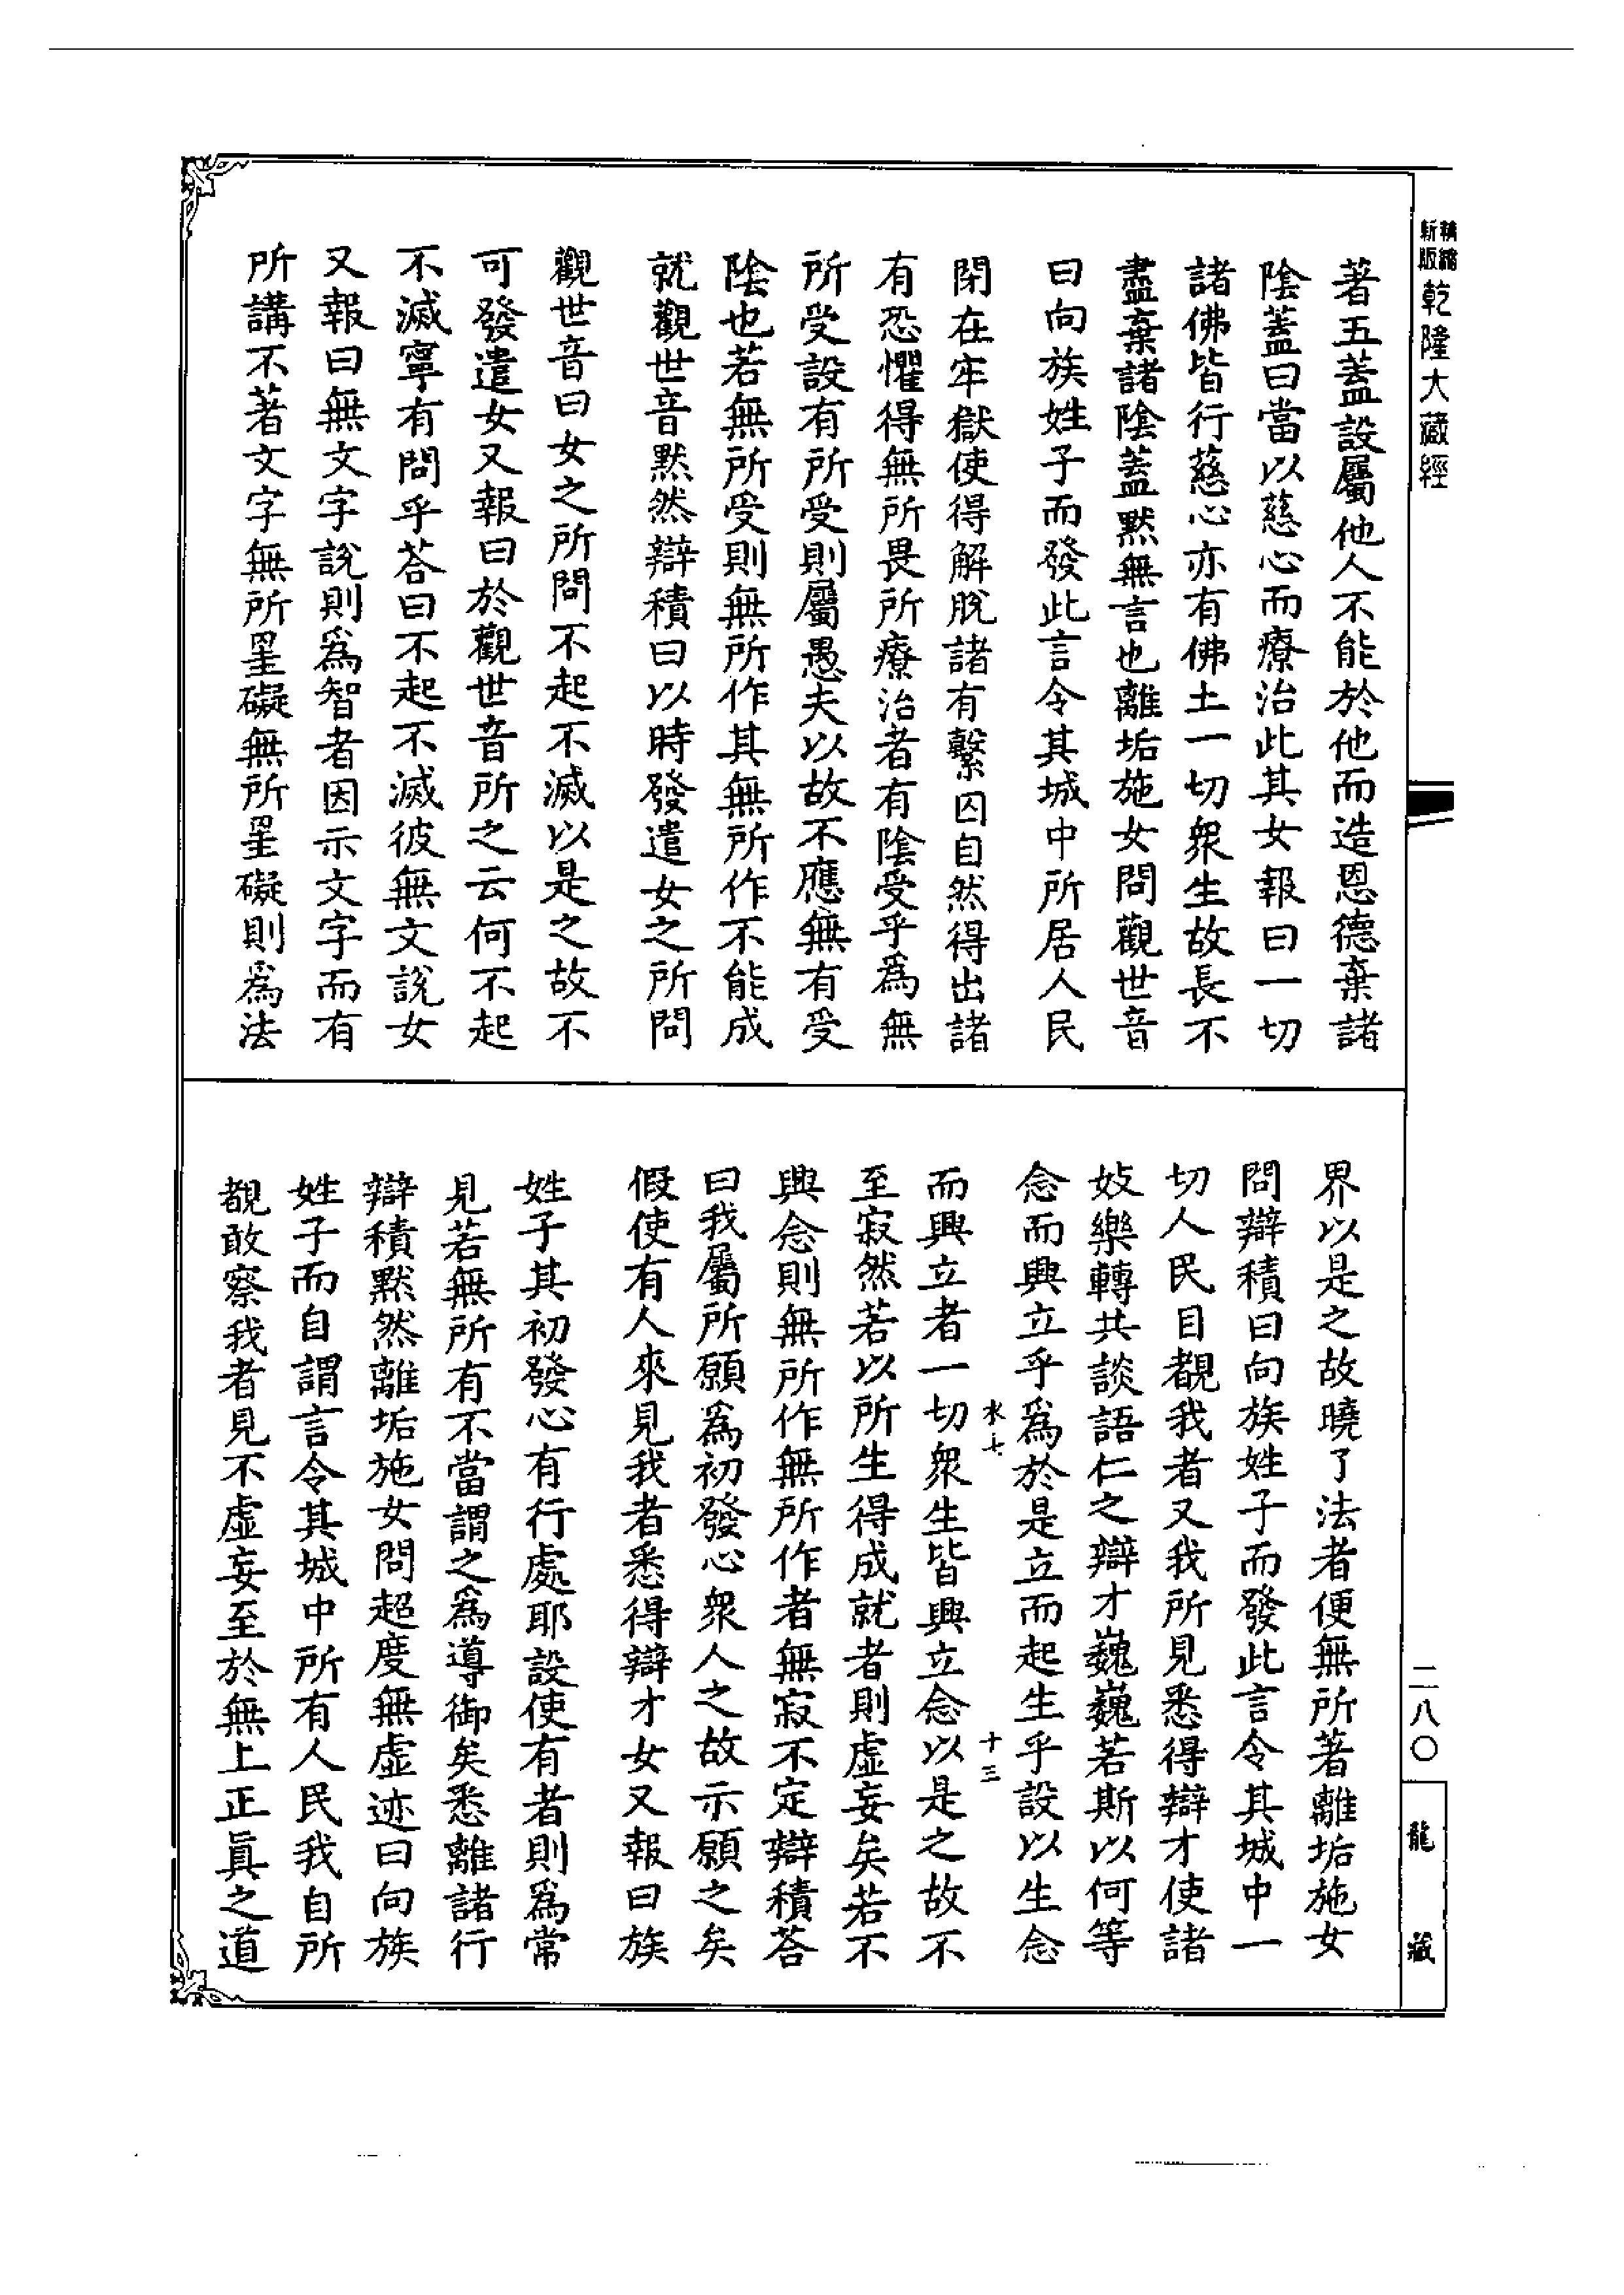 精縮新版乾隆大藏經
著五蓋設屬他人不能於他而造恩德棄諸
陰蓋曰當以慈心而療治此其女報曰一切
諸佛皆行慈心亦有佛土一切衆生故長不
盡棄諸陰蓋默無言也離垢施女問觀世音
曰向族姓子而發此言令其城中所居人民
閉在牢獄使得解脫諸有繫囚自然得出諸
有恐懼得無所畏所療治者有陰受乎爲無
所受設有所受則屬愚夫以故不應無有受
陰也若無所受則無所作其無所作不能成
就觀世音默然辯積曰以時發遣女之所問
觀世音曰女之所問不起不滅以是之故不
可發遣女又報曰於觀世音所之云何不起
不滅寧有問乎荅曰不起不滅彼無文說女
又報曰無文字說則爲智者因示文字而有
所講不著文字無所罣礙無所罣礙則爲法
界以是之故曉了法者便無所著離垢施女
問辯積曰向族姓子而發此言令其城中一
切人民目覩我者又我所見悉得辯才使諸
妓樂轉共談語仁之辯才巍巍若斯以何等
念而興立乎爲於是立而起生乎設以生念
水七 十三
而興立者一切衆生皆興立念以是之故不
至寂然若以所生得成就者則虛妄矣若不
興念則無所作無所作者無寂不定辯積荅
曰我屬所願爲初發心衆人之故示願之矣
假使有人來見我者悉得辯才女又報曰族
姓子其初發心有行處耶設使有者則爲常
見若無所有不當謂之爲導御矣悉離諸行
辯積默然離垢施女問超度無虛迹曰向族
姓子而自謂言令其城中所有人民我自所
覩敢察我者見不虛妄至於無上正眞之道
二八〇
龍藏